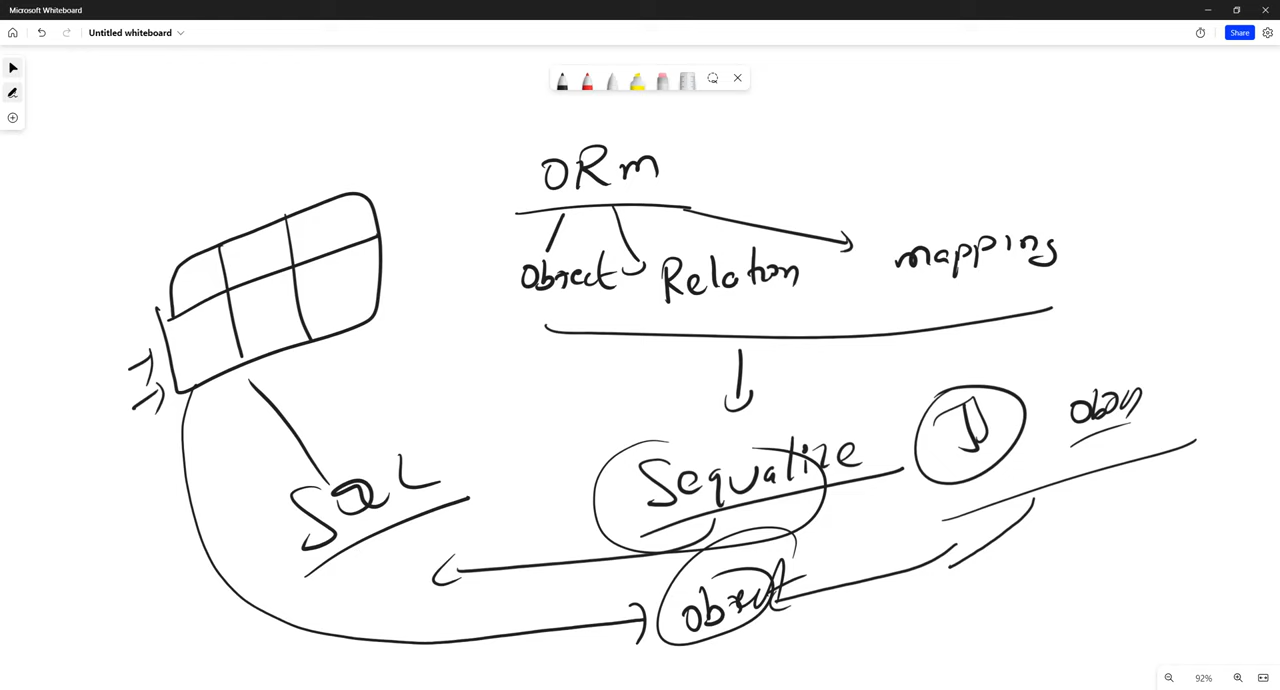 Microsoft Whiteboard
Untitled whiteboard
Share
ORm
Object Relation mapping
Sequalize
SQL
object
92%